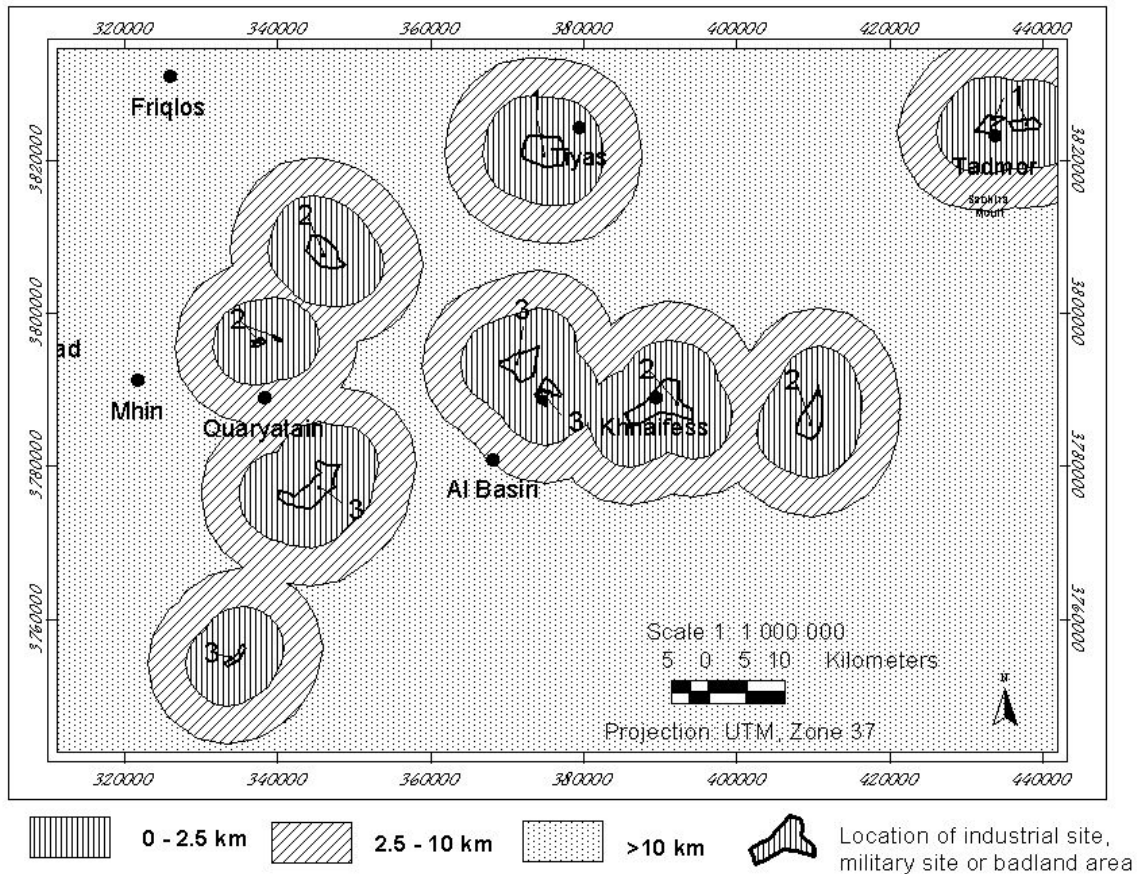 320000 340000 360000 380000 400000 420000 440000
Friqlos
1
Tiyas
1
Tadmor
3820000
3820000
2
3800000
3800000
2
ad
Mhin
Quaryatain
3
3
2
Khnaifess
2
3780000
3780000
Al Basiri
3
3760000
3760000
3
Scale 1: 1 000 000
5 0 5 10 Kilometers
Projection: UTM, Zone 37
N
320000 340000 360000 380000 400000 420000 440000
0 - 2.5 km
2.5 - 10 km
>10 km
Location of industrial site,
military site or badland area